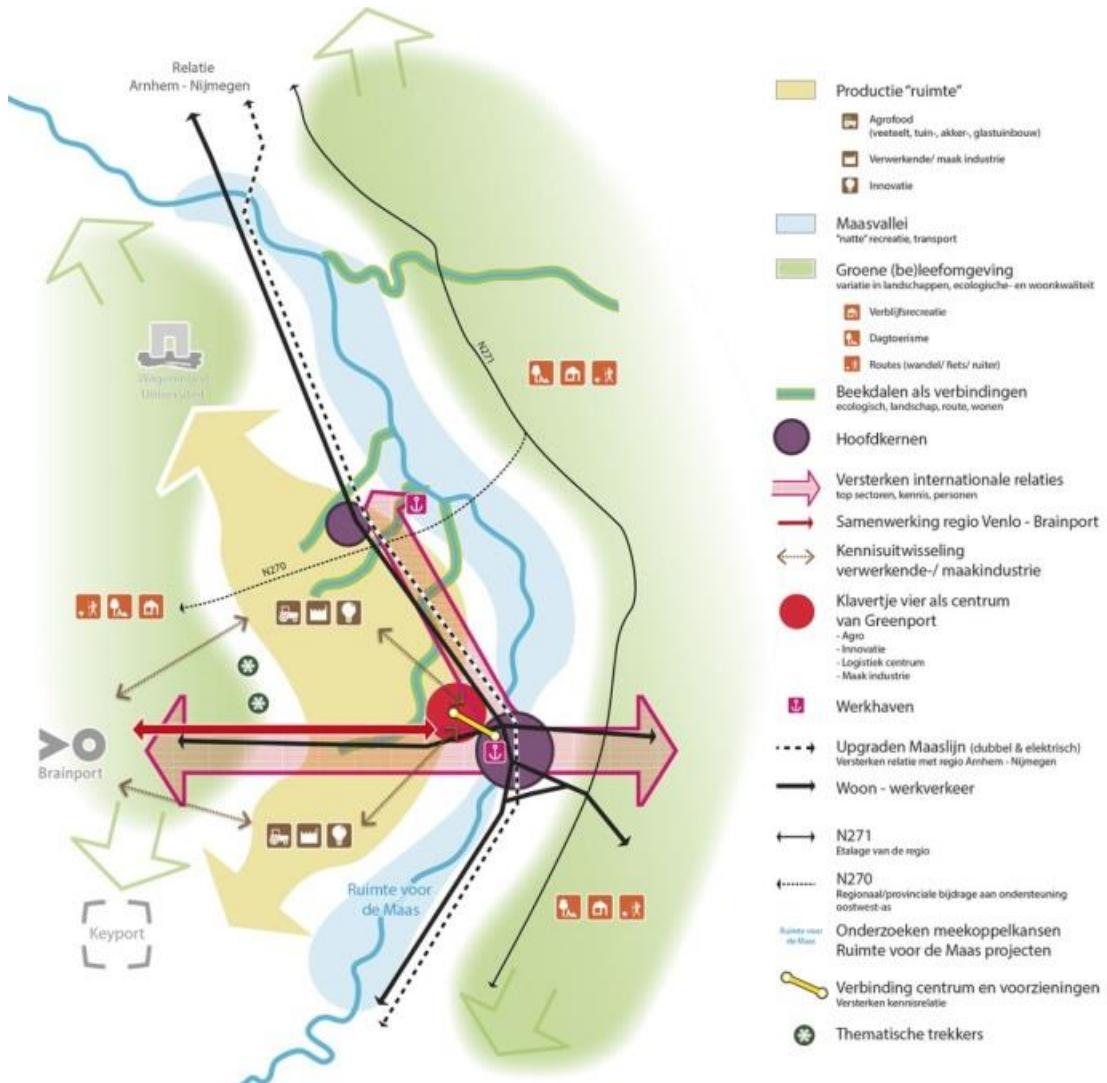 Relatie
Arnhem - Nijmegen
Wageningen
Universiteit
N271
N270
Brainport
Keyport
Ruimte voor
de Maas
Productie "ruimte"
Agrofood
(veeteelt, tuin-, akker-, glastuinbouw)
Verwerkende/ maak industrie
Innovatie
Maasvallei
"natte" recreatie, transport
Groene (be)leefomgeving
variatie in landschappen, ecologische- en woonkwaliteit
Verblijfsrecreatie
Dagtoerisme
Routes (wandel/ fiets/ ruiter)
Beekdalen als verbindingen
ecologisch, landschap, route, wonen
Hoofdkernen
Versterken internationale relaties
top sectoren, kennis, personen
Samenwerking regio Venlo - Brainport
Kennisuitwisseling
verwerkende-/ maakindustrie
Klavertje vier als centrum
van Greenport
- Agro
- Innovatie
- Logistiek centrum
- Maak industrie
Werkhaven
Upgraden Maaslijn (dubbel & elektrisch)
Versterken relatie met regio Arnhem - Nijmegen
Woon - werkverkeer
N271
Etalage van de regio
N270
Regionaal/provinciale bijdrage aan ondersteuning
oostwest-as
Ruimte voor
de Maas
Onderzoeken meekoppelkansen
Ruimte voor de Maas projecten
Verbinding centrum en voorzieningen
Versterken kennisrelatie
Thematische trekkers